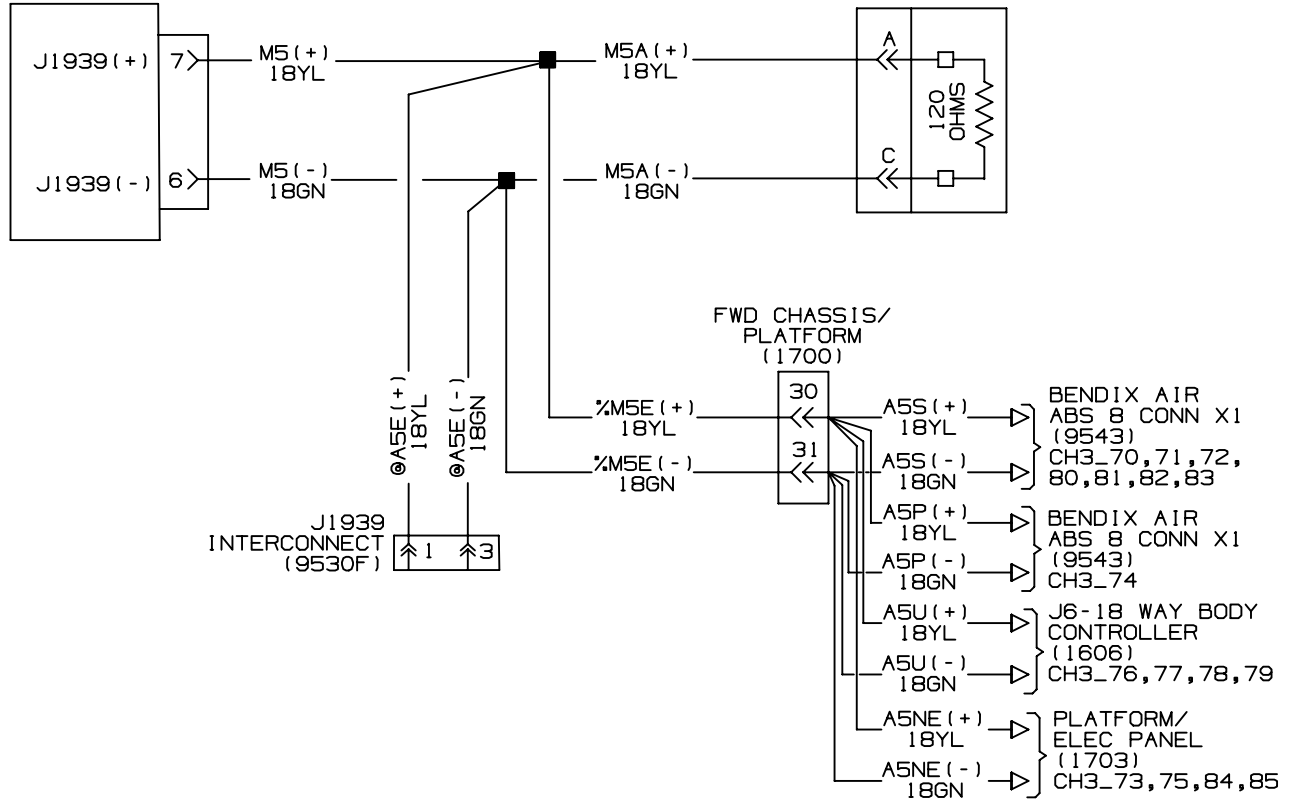 J1939(+)
7
M5(+)
18YL
M5A(+)
18YL
A
120
OHMS
J1939(-)
6
M5(-)
18GN
M5A(-)
18GN
C
FWD CHASSIS/
PLATFORM
(1700)
@A5E(+)
18YL
@A5E(-)
18GN
J1939
INTERCONNECT
(9530F)
1
3
%M5E(+)
18YL
%M5E(-)
18GN
30
31
A5S(+)
18YL
A5S(-)
18GN
BENDIX AIR
ABS 8 CONN X1
(9543)
CH3_70,71,72,
80,81,82,83
A5P(+)
18YL
A5P(-)
18GN
BENDIX AIR
ABS 8 CONN X1
(9543)
CH3_74
A5U(+)
18YL
A5U(-)
18GN
J6-18 WAY BODY
CONTROLLER
(1606)
CH3_76,77,78,79
A5NE(+)
18YL
A5NE(-)
18GN
PLATFORM/
ELEC PANEL
(1703)
CH3_73,75,84,85